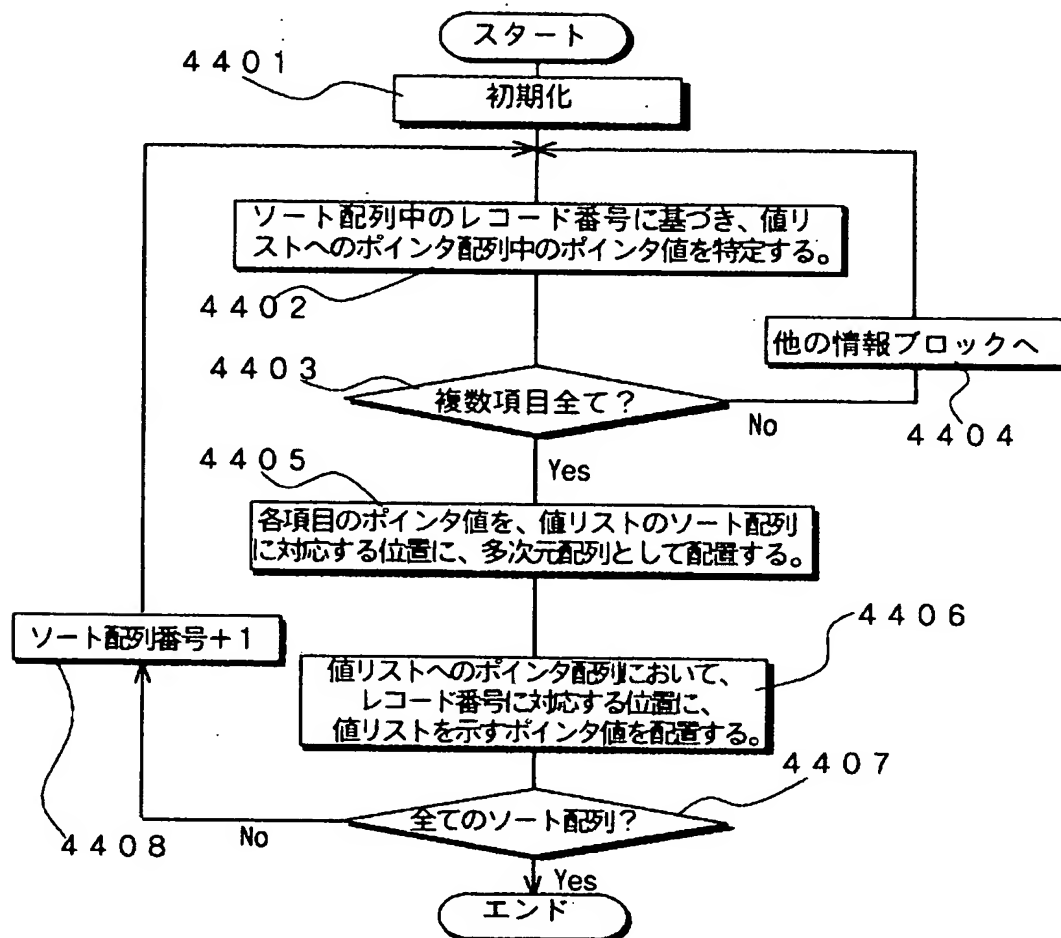 スタート
4401
初期化
ソート配列中のレコード番号に基づき、値リ
ストへのポインタ配列中のポインタ値を特定する。
4402
他の情報ブロックへ
4403
複数項目全て?
No
4404
Yes
4405
各項目のポインタ値を、値リストのソート配列
に対応する位置に、多次元配列として配置する。
4406
ソート配列番号+1
値リストへのポインタ配列において、
レコード番号に対応する位置に、
値リストを示すポインタ値を配置する。
4407
全てのソート配列?
No
4408
Yes
エンド